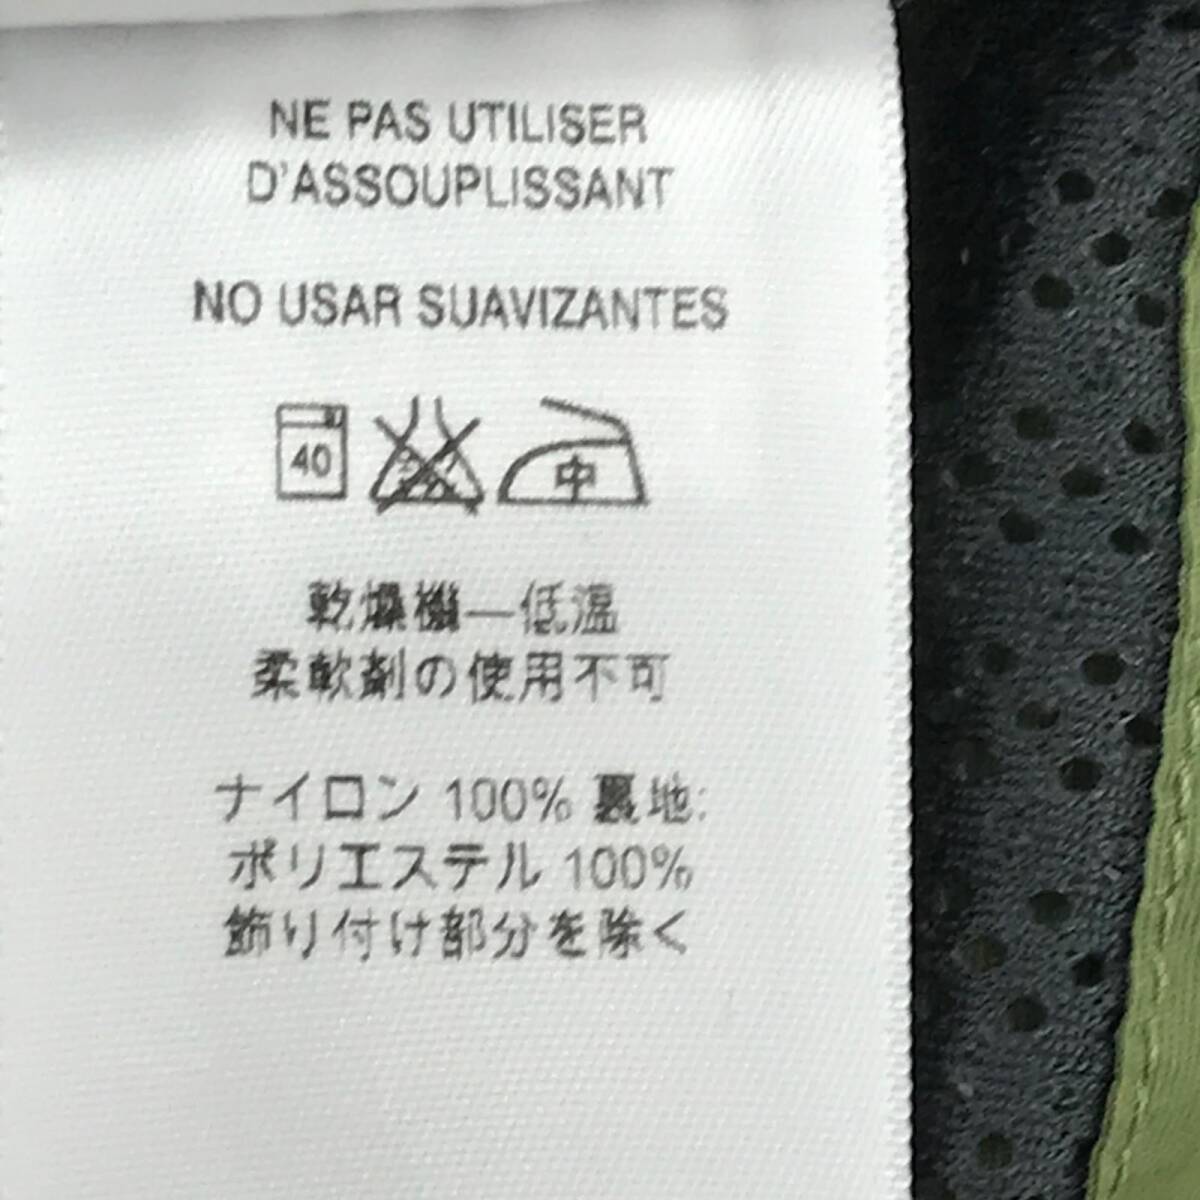 NE PAS UTILISER
D'ASSOUPLISSANT
NO USAR SUAVIZANTES
40 中
乾燥機—低温
柔軟剤の使用不可
ナイロン 100% 裏地:
ポリエステル 100%
飾り付け部分を除く